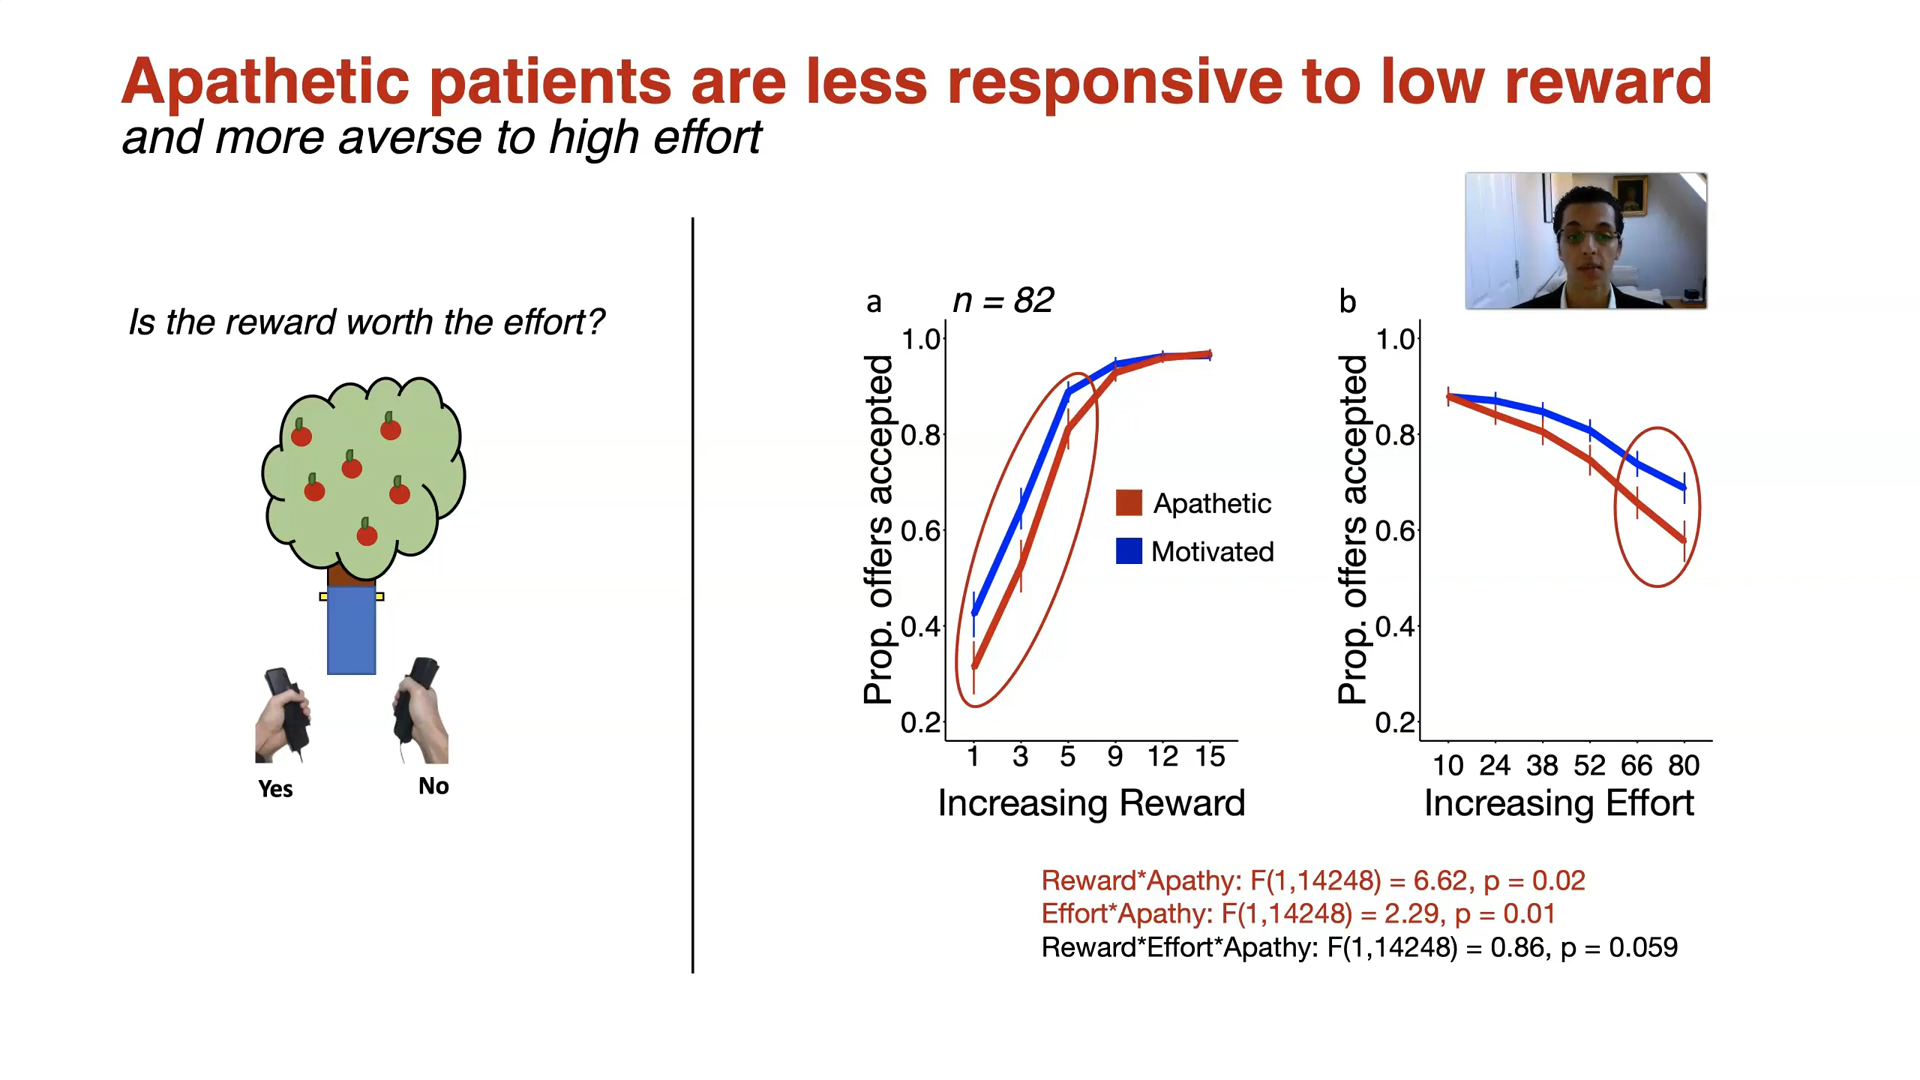 Apathetic patients are less responsive to low reward
and more averse to high effort
Is the reward worth the effort?
Yes
No
a
n = 82
Prop. offers accepted
1.0
0.8
0.6
0.4
0.2
1 3 5 9 12 15
Increasing Reward
Apathetic
Motivated
b
Prop. offers accepted
1.0
0.8
0.6
0.4
0.2
10 24 38 52 66 80
Increasing Effort
Reward*Apathy: F(1,14248) = 6.62, p = 0.02
Effort*Apathy: F(1,14248) = 2.29, p = 0.01
Reward*Effort*Apathy: F(1,14248) = 0.86, p = 0.059